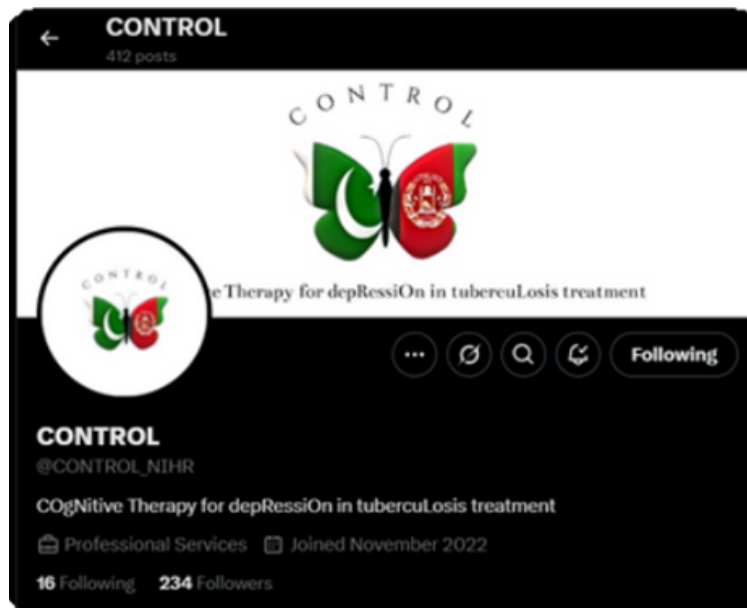 CONTROL
412 posts
CONTROL
e Therapy for depRessiOn in tubercuLosis treatment
CONTROL
Following
CONTROL
@CONTROL_NIHR
COgNitive Therapy for depRessiOn in tubercuLosis treatment
Professional Services Joined November 2022
16 Following 234 Followers